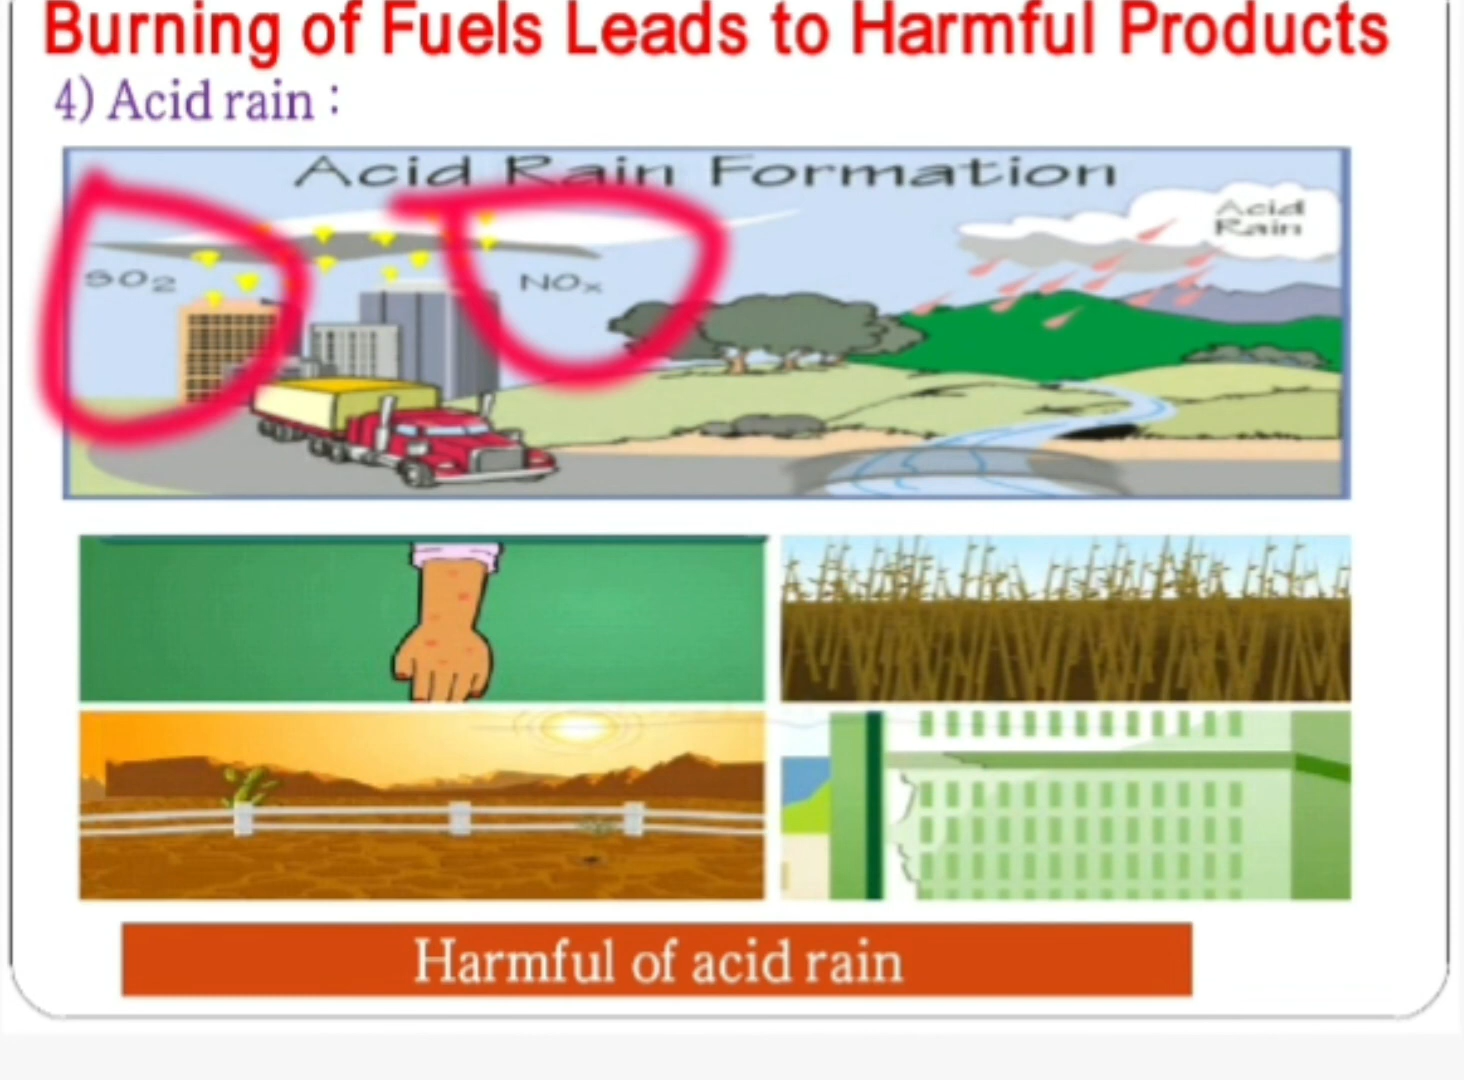 Burning of Fuels Leads to Harmful Products
4) Acid rain :
Acid Rain Formation
Acid
Rain
SO2
NOx
Harmful of acid rain